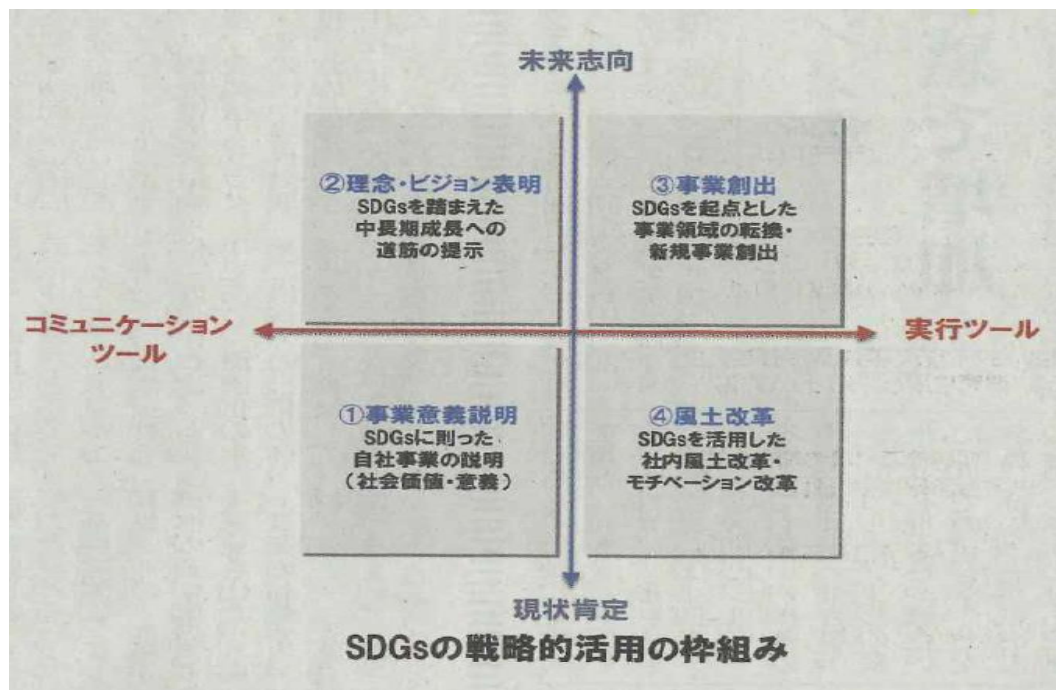 未来志向
②理念・ビジョン表明
SDGsを踏まえた
中長期成長への
道筋の提示
③事業創出
SDGsを起点とした
事業領域の転換・
新規事業創出
コミュニケーション
ツール
実行ツール
①事業意義説明
SDGsに則った
自社事業の説明
(社会価値・意義)
④風土改革
SDGsを活用した
社内風土改革・
モチベーション改革
現状肯定
SDGsの戦略的活用の枠組み